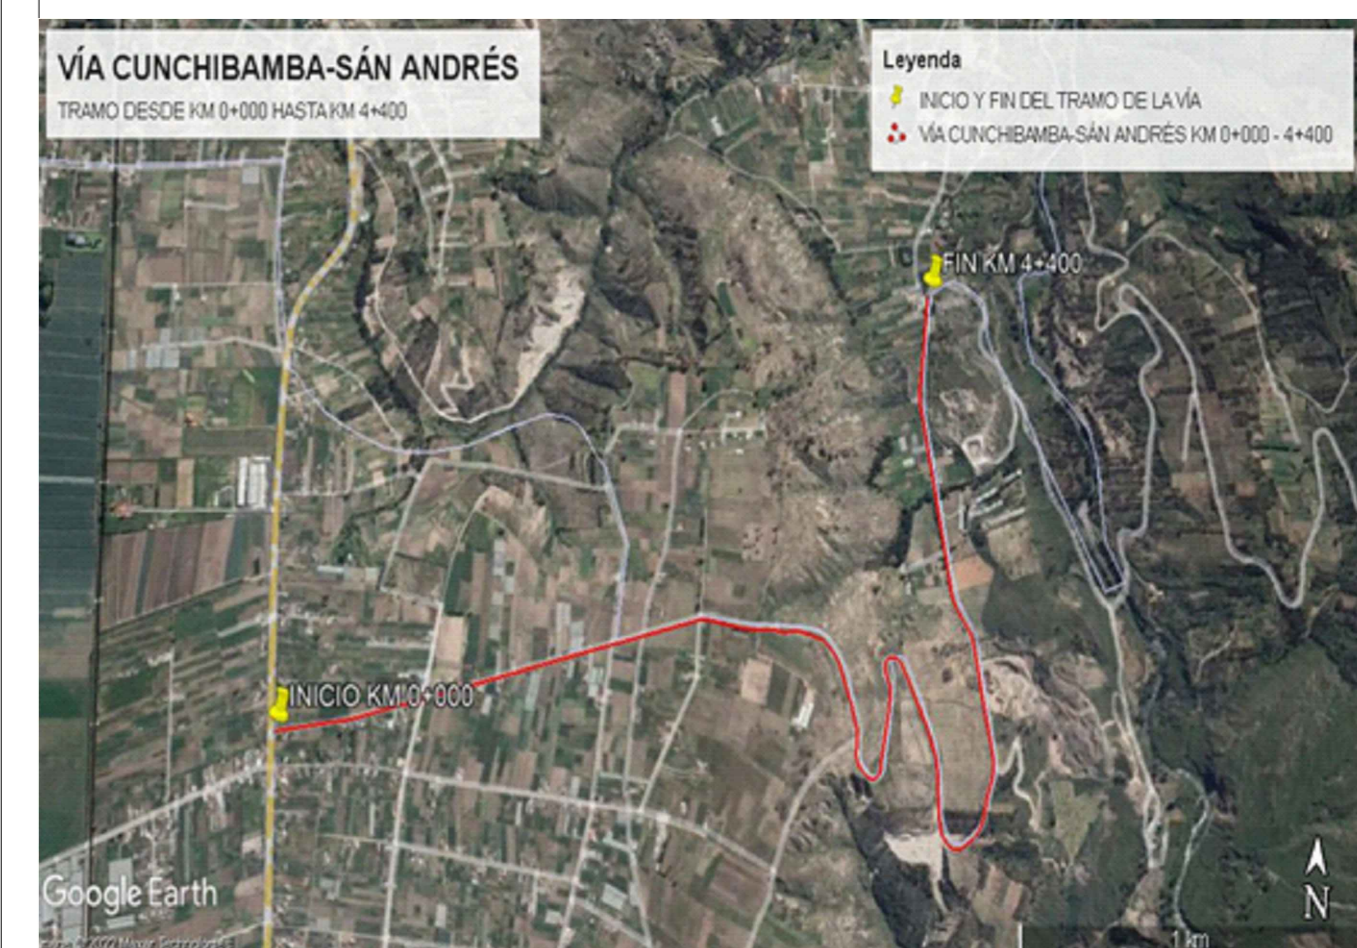 VÍA CUNCHIBAMBA-SÁN ANDRÉS
TRAMO DESDE KM 0+000 HASTA KM 4+400
Leyenda
INICIO Y FIN DEL TRAMO DE LA VÍA
VÍA CUNCHIBAMBA-SÁN ANDRÉS KM 0+000 - 4+400
FIN KM 4+400
INICIO KM 0+000
Google Earth
N
1 km